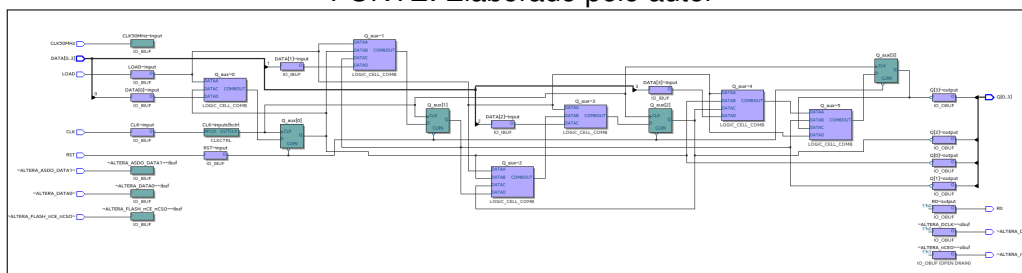 FONTE: Elaborado pelo autor
CLK50MHz
CLK50MHz~input
IO_IBUF
DATA[0..3]
LOAD
LOAD~input
IO_IBUF
DATA[0]~input
IO_IBUF
Q_aux~0
DATAA
DATAB COMBOUT
DATAC
DATAD
LOGIC_CELL_COMB
CLK
CLK~input
IO_IBUF
CLK~inputclkctrl
CLKCTRL
Q_aux[0]
CLK
CLRN
RST
RST~input
IO_IBUF
~ALTERA_ASDO_DATA1~
~ALTERA_ASDO_DATA1~~ibuf
IO_IBUF
~ALTERA_DATA0~
~ALTERA_DATA0~~ibuf
IO_IBUF
~ALTERA_FLASH_nCE_nCSO~
~ALTERA_FLASH_nCE_nCSO~~ibuf
IO_IBUF
Q_aux~1
DATAA
DATAB COMBOUT
DATAC
DATAD
LOGIC_CELL_COMB
DATA[1]~input
IO_IBUF
Q_aux[1]
CLK
CLRN
DATA[2]~input
IO_IBUF
Q_aux~2
DATAA
DATAB COMBOUT
DATAC
DATAD
LOGIC_CELL_COMB
Q_aux~3
DATAA
DATAB COMBOUT
DATAC
DATAD
LOGIC_CELL_COMB
DATA[3]~input
IO_IBUF
Q_aux[2]
CLK
CLRN
Q_aux~4
DATAA
DATAB COMBOUT
DATAC
DATAD
LOGIC_CELL_COMB
Q_aux~5
DATAA
DATAB COMBOUT
DATAC
DATAD
LOGIC_CELL_COMB
Q_aux[3]
CLK
CLRN
Q[3]~output
IO_OBUF
Q[0..3]
Q[2]~output
IO_OBUF
Q[0]~output
IO_OBUF
Q[1]~output
IO_OBUF
R0~output
IO_OBUF
R0
~ALTERA_DCLK~~obuf
IO_OBUF
~ALTERA_D
~ALTERA_nCEO~~obuf
IO_OBUF (OPEN DRAIN)
~ALTERA_n